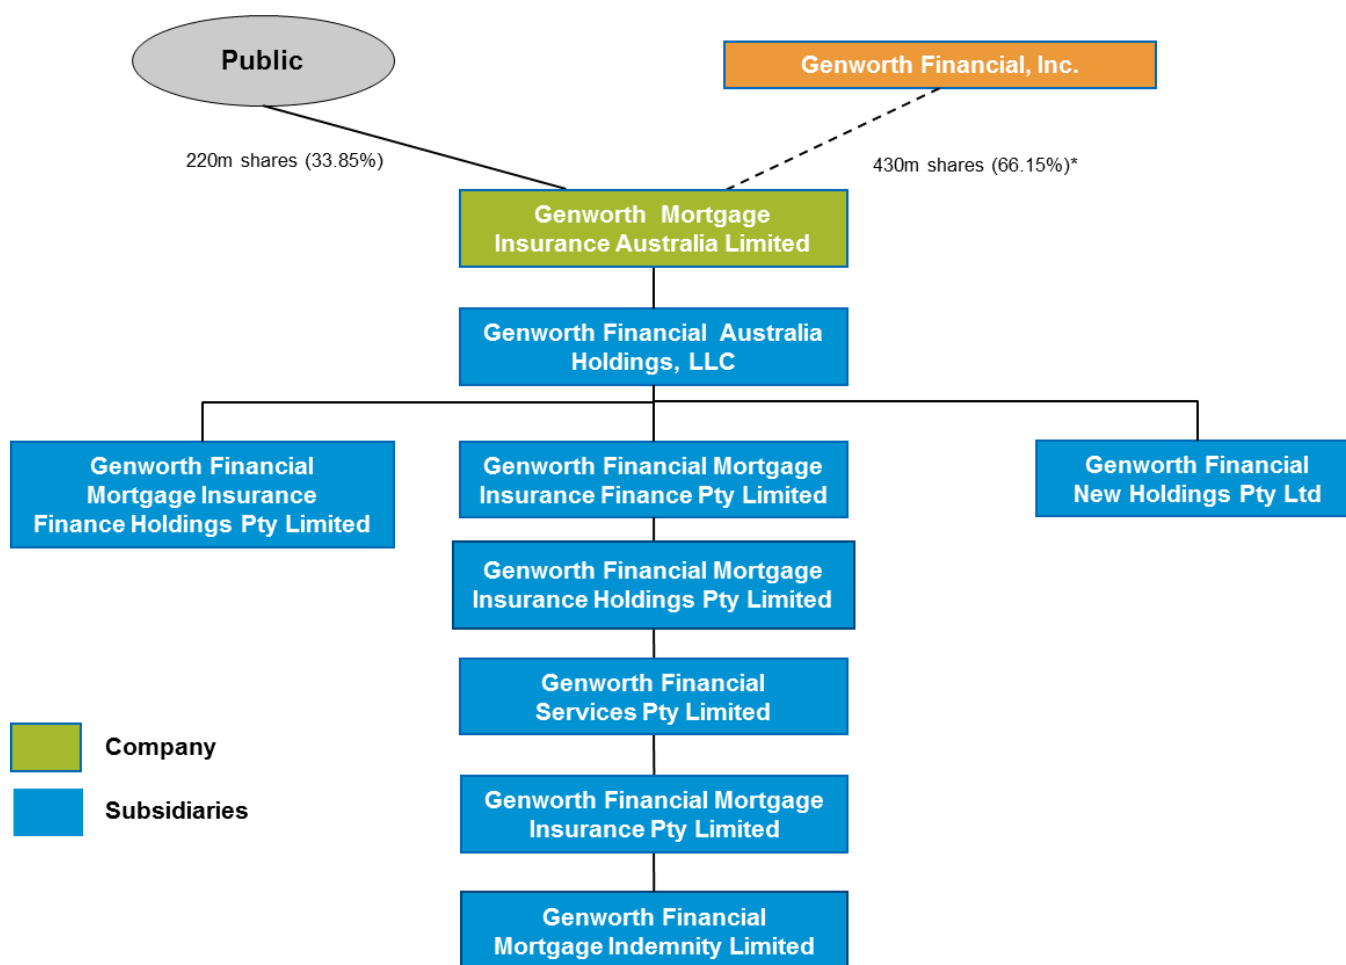 Public
Genworth Financial, Inc.
220m shares (33.85%)
430m shares (66.15%)*
Genworth Mortgage
Insurance Australia Limited
Genworth Financial Australia
Holdings, LLC
Genworth Financial
Mortgage Insurance
Finance Holdings Pty Limited
Genworth Financial Mortgage
Insurance Finance Pty Limited
Genworth Financial
New Holdings Pty Ltd
Genworth Financial Mortgage
Insurance Holdings Pty Limited
Genworth Financial
Services Pty Limited
Company
Subsidiaries
Genworth Financial Mortgage
Insurance Pty Limited
Genworth Financial
Mortgage Indemnity Limited